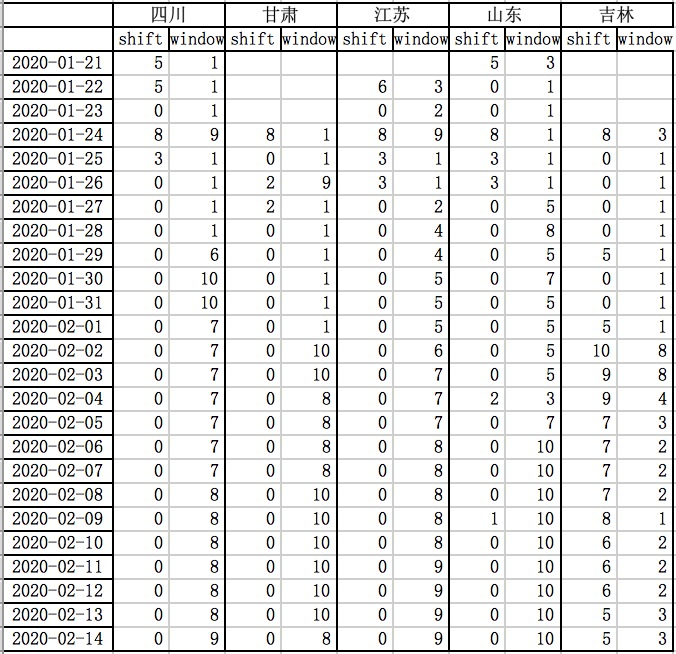 四川 甘肃 江苏 山东 吉林
shift window shift window shift window shift window shift window
2020-01-21 5 1 5 3
2020-01-22 5 1 6 3 0 1
2020-01-23 0 1 0 2 0 1
2020-01-24 8 9 8 1 8 9 8 1 8 3
2020-01-25 3 1 0 1 3 1 3 1 0 1
2020-01-26 0 1 2 9 3 1 3 1 0 1
2020-01-27 0 1 2 1 0 2 0 5 0 1
2020-01-28 0 1 0 1 0 4 0 8 0 1
2020-01-29 0 6 0 1 0 4 0 5 5 1
2020-01-30 0 10 0 1 0 5 0 7 0 1
2020-01-31 0 10 0 1 0 5 0 5 0 1
2020-02-01 0 7 0 1 0 5 0 5 5 1
2020-02-02 0 7 0 10 0 6 0 5 10 8
2020-02-03 0 7 0 10 0 7 0 5 9 8
2020-02-04 0 7 0 8 0 7 2 3 9 4
2020-02-05 0 7 0 8 0 7 0 7 7 3
2020-02-06 0 7 0 8 0 8 0 10 7 2
2020-02-07 0 7 0 8 0 8 0 10 7 2
2020-02-08 0 8 0 10 0 8 0 10 7 2
2020-02-09 0 8 0 10 0 8 1 10 8 1
2020-02-10 0 8 0 10 0 8 0 10 6 2
2020-02-11 0 8 0 10 0 9 0 10 6 2
2020-02-12 0 8 0 10 0 9 0 10 6 2
2020-02-13 0 8 0 10 0 9 0 10 5 3
2020-02-14 0 9 0 8 0 9 0 10 5 3